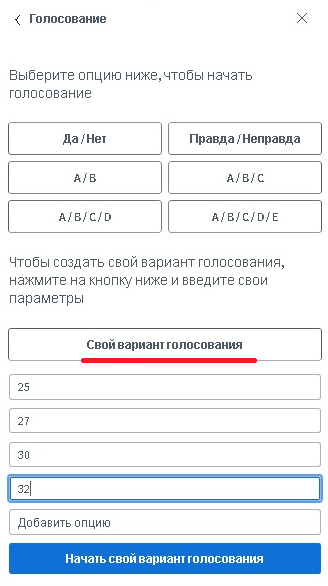 Голосование
Выберите опцию ниже, чтобы начать
голосование
Да / Нет
Правда / Неправда
A / B
A / B / C
A / B / C / D
A / B / C / D / E
Чтобы создать свой вариант голосования,
нажмите на кнопку ниже и введите свои
параметры
Свой вариант голосования
25
27
30
32
Добавить опцию
Начать свой вариант голосования